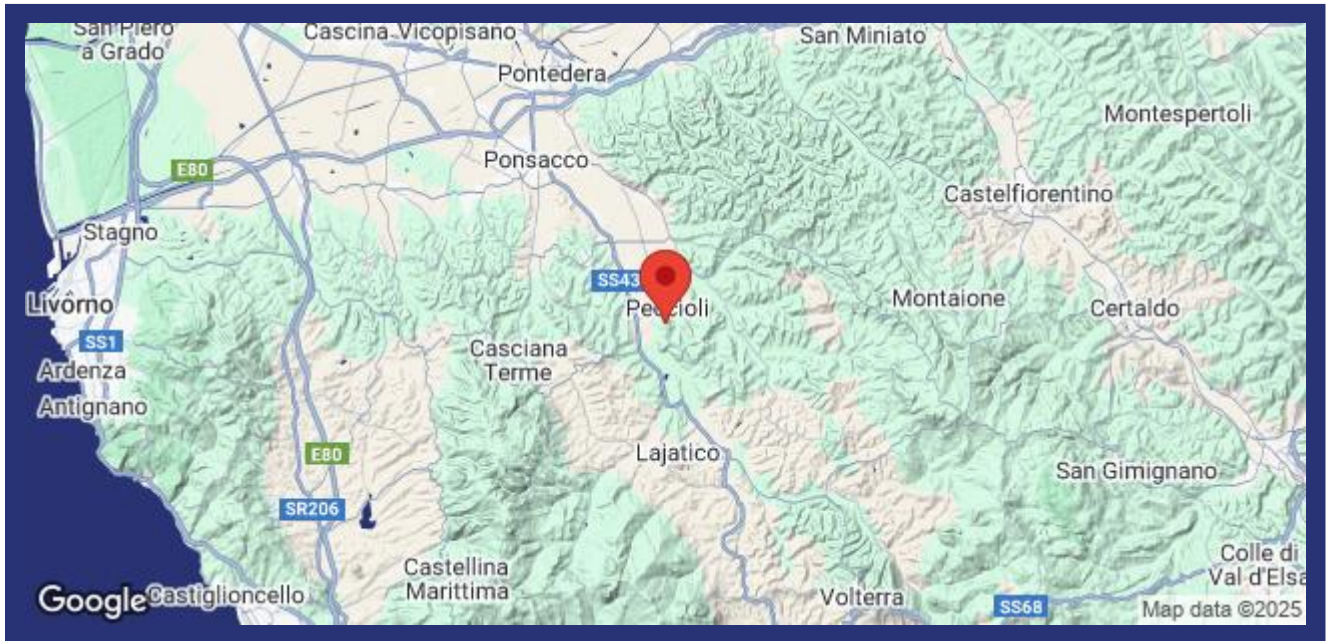 San Piero
a Grado
Cascina
Vicopisano
San Miniato
Pontedera
Montespertoli
Ponsacco
E80
Castelfiorentino
Stagno
SS43
Livorno
Peccioli
Montaione
Certaldo
SS1
Casciana
Terme
Ardenza
Antignano
E80
Lajatico
San Gimignano
SR206
Castellina
Marittima
Colle di
Val d'Elsa
Google
Castiglioncello
Volterra
SS68
Map data ©2025